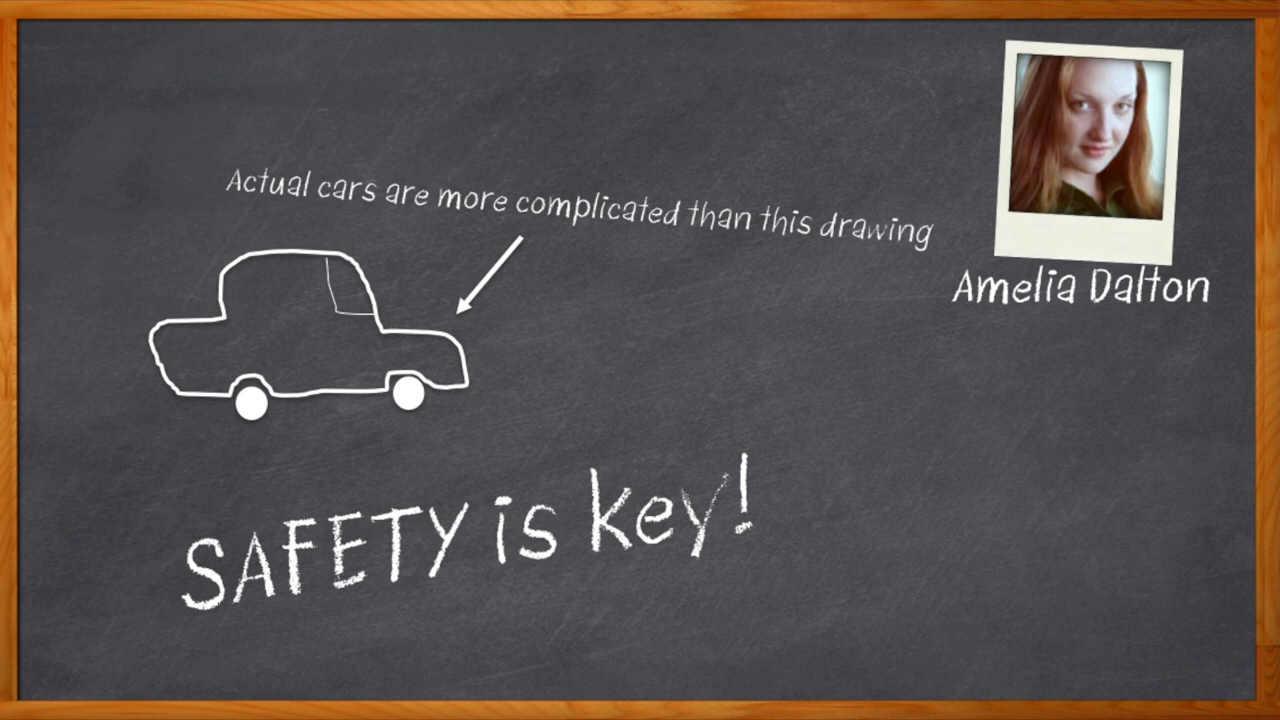 Actual cars are more complicated than this drawing
Amelia Dalton
SAFETY is key!